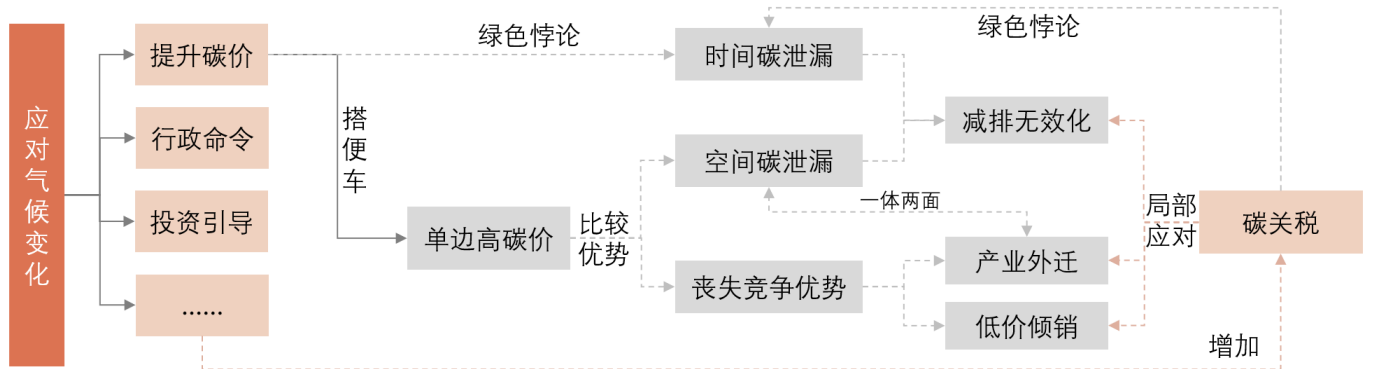 应对气候变化
提升碳价
行政命令
投资引导
......
绿色悖论
搭便车
单边高碳价
比较
优势
时间碳泄漏
空间碳泄漏
丧失竞争优势
一体两面
绿色悖论
减排无效化
产业外迁
低价倾销
局部
应对
碳关税
增加